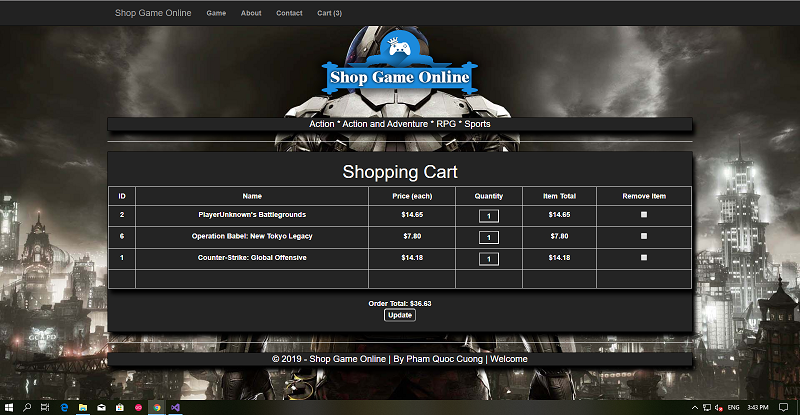 Shop Game Online Game About Contact Cart (3)
Shop Game Online
Action * Action and Adventure * RPG * Sports
Shopping Cart
ID Name Price (each) Quantity Item Total Remove Item
2 PlayerUnknown's Battlegrounds $14.65 1 $14.65
6 Operation Babel: New Tokyo Legacy $7.80 1 $7.80
1 Counter-Strike: Global Offensive $14.18 1 $14.18
Order Total: $36.63
Update
GCAPD
© 2019 - Shop Game Online | By Pham Quoc Cuong | Welcome
ENG 3:43 PM